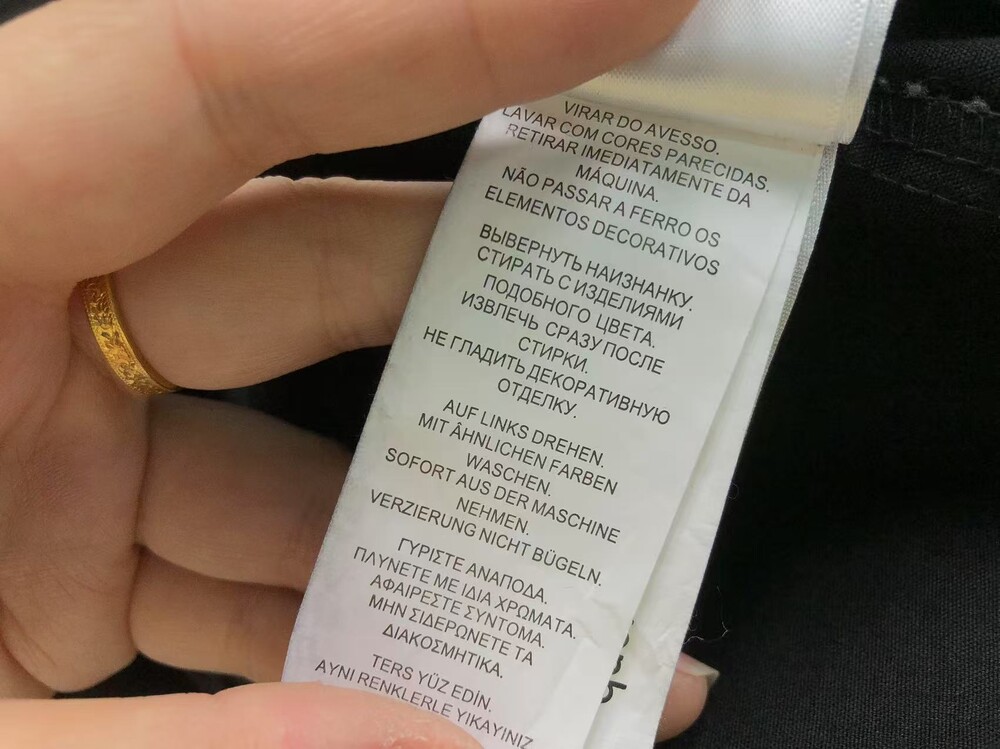 VIRAR DO AVESSO.
LAVAR COM CORES PARECIDAS.
RETIRAR IMEDIATAMENTE DA
MÁQUINA.
NÃO PASSAR A FERRO OS
ELEMENTOS DECORATIVOS
ВЫВЕРНУТЬ НАИЗНАНКУ.
СТИРАТЬ С ИЗДЕЛИЯМИ
ПОДОБНОГО ЦВЕТА.
ИЗВЛЕЧЬ СРАЗУ ПОСЛЕ
СТИРКИ.
НЕ ГЛАДИТЬ ДЕКОРАТИВНУЮ
ОТДЕЛКУ.
AUF LINKS DREHEN.
MIT ÂHNLICHEN FARBEN
WASCHEN.
SOFORT AUS DER MASCHINE
NEHMEN.
VERZIERUNG NICHT BÜGELN.
ΓΥΡΙΣΤΕ ΑΝΑΠΟΔΑ.
ΠΛΥΝΕΤΕ ΜΕ ΙΔΙΑ ΧΡΩΜΑΤΑ.
ΑΦΑΙΡΕΣΤΕ ΣΥΝΤΟΜΑ.
ΜΗΝ ΣΙΔΕΡΩΝΕΤΕ ΤΑ
ΔΙΑΚΟΣΜΗΤΙΚΑ.
TERS YÜZ EDİN.
AYNI RENKLERLE YIKAYINIZ